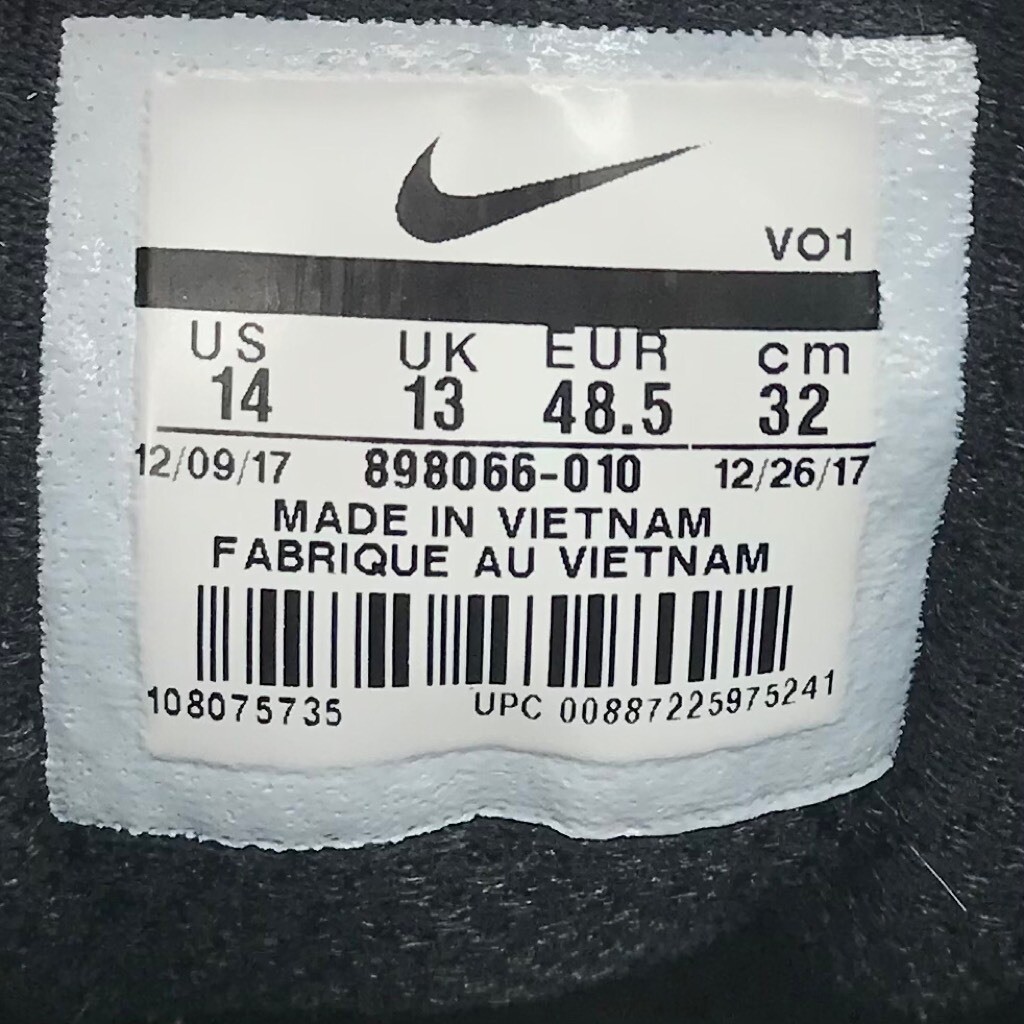 VO1
US UK EUR cm
14 13 48.5 32
12/09/17 898066-010 12/26/17
MADE IN VIETNAM
FABRIQUE AU VIETNAM
108075735 UPC 00887225975241